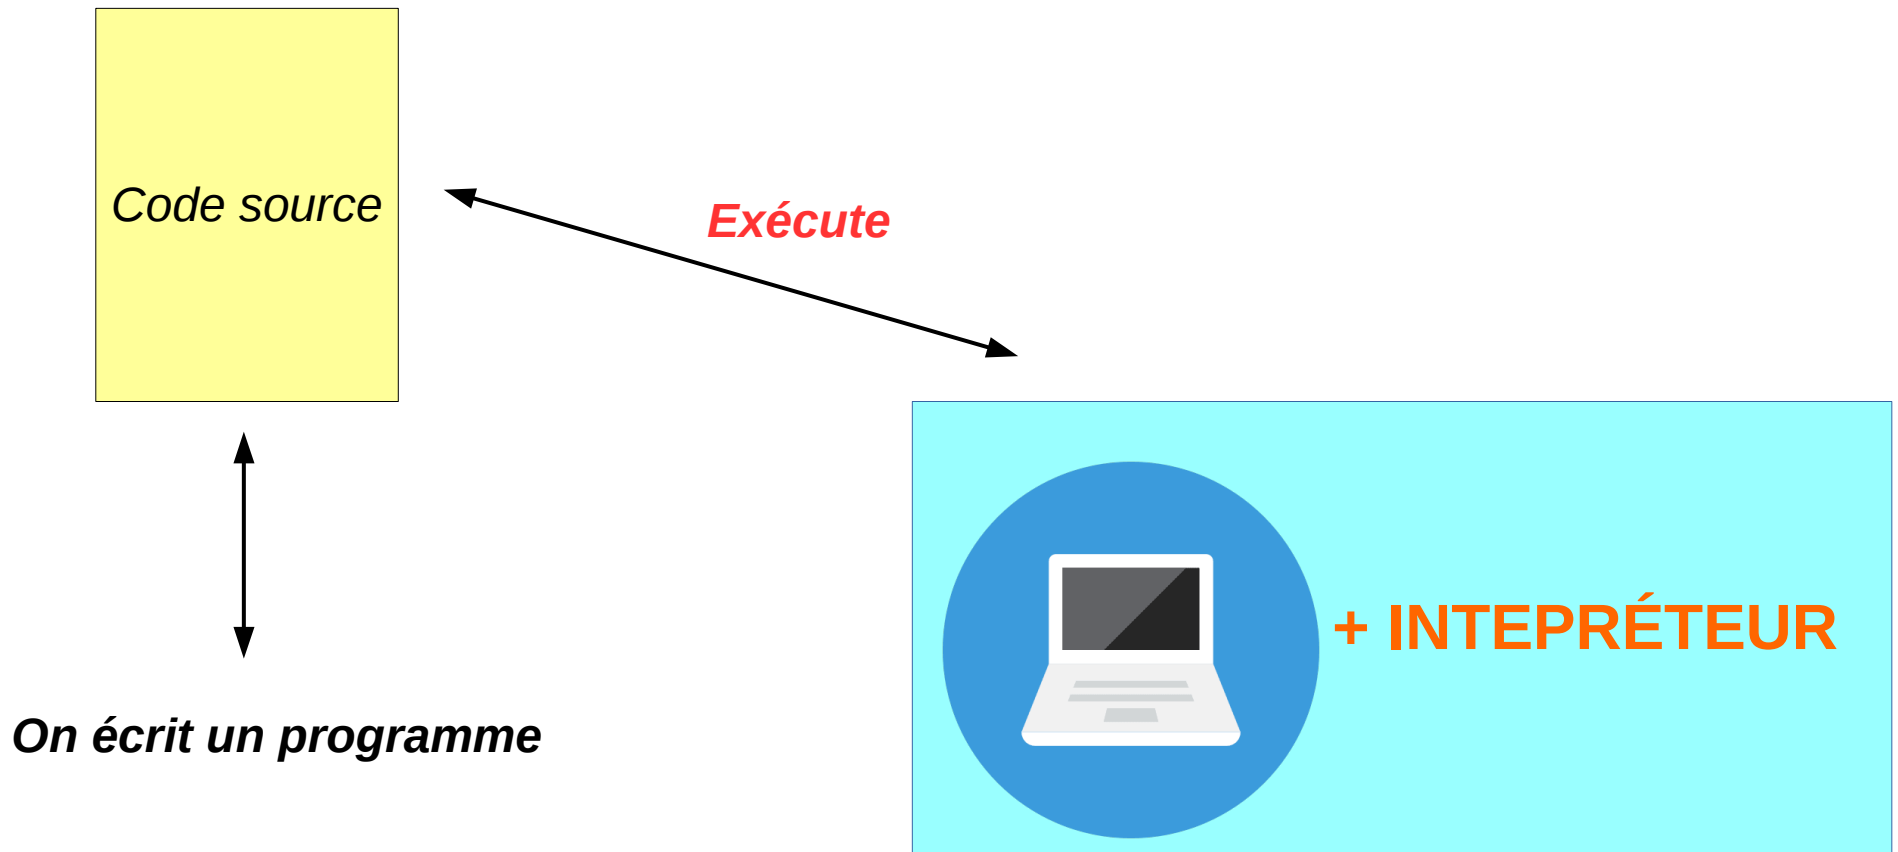 Code source
Exécute
+ INTEPRÉTEUR
On écrit un programme